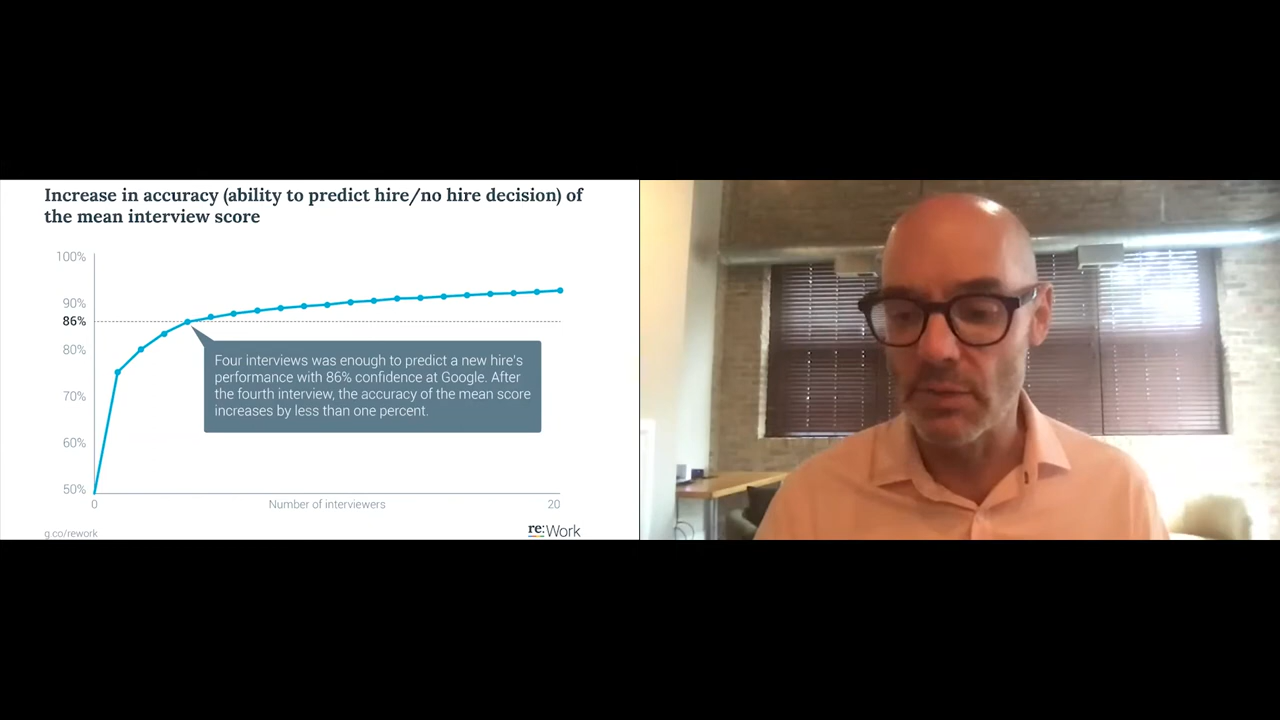 Increase in accuracy (ability to predict hire/no hire decision) of
the mean interview score
100%
90%
86%
80%
70%
60%
50%
Four interviews was enough to predict a new hire's
performance with 86% confidence at Google. After
the fourth interview, the accuracy of the mean score
increases by less than one percent.
0
Number of interviewers
20
g.co/rework
re:Work